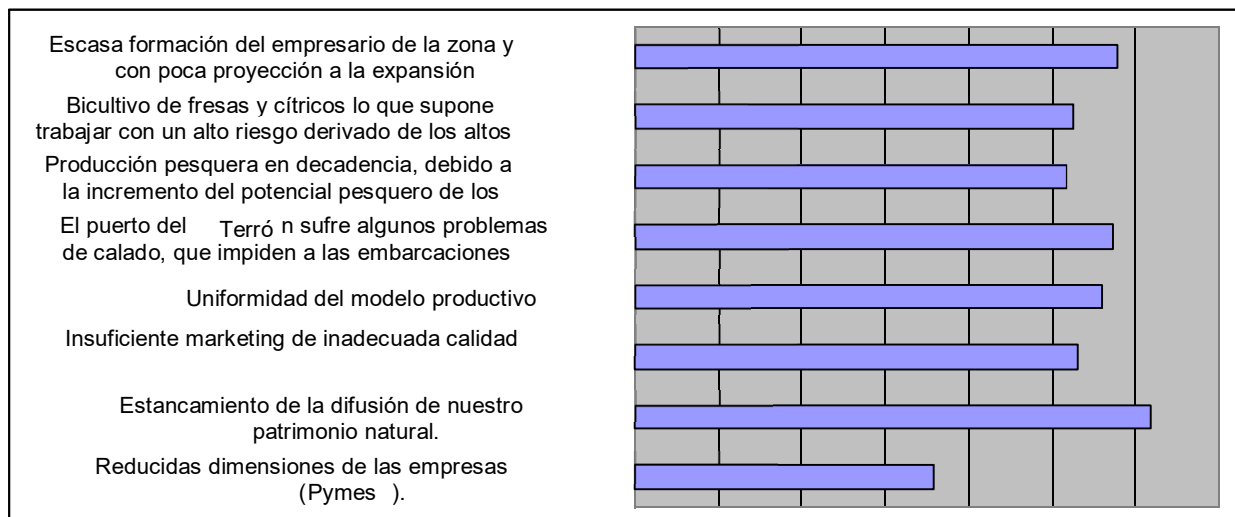 Escasa formación del empresario de la zona y
con poca proyección a la expansión
Bicultivo de fresas y cítricos lo que supone
trabajar con un alto riesgo derivado de los altos
Producción pesquera en decadencia, debido a
la incremento del potencial pesquero de los
El puerto del Terró n sufre algunos problemas
de calado, que impiden a las embarcaciones
Uniformidad del modelo productivo
Insuficiente marketing de inadecuada calidad
Estancamiento de la difusión de nuestro
patrimonio natural.
Reducidas dimensiones de las empresas
(Pymes ).